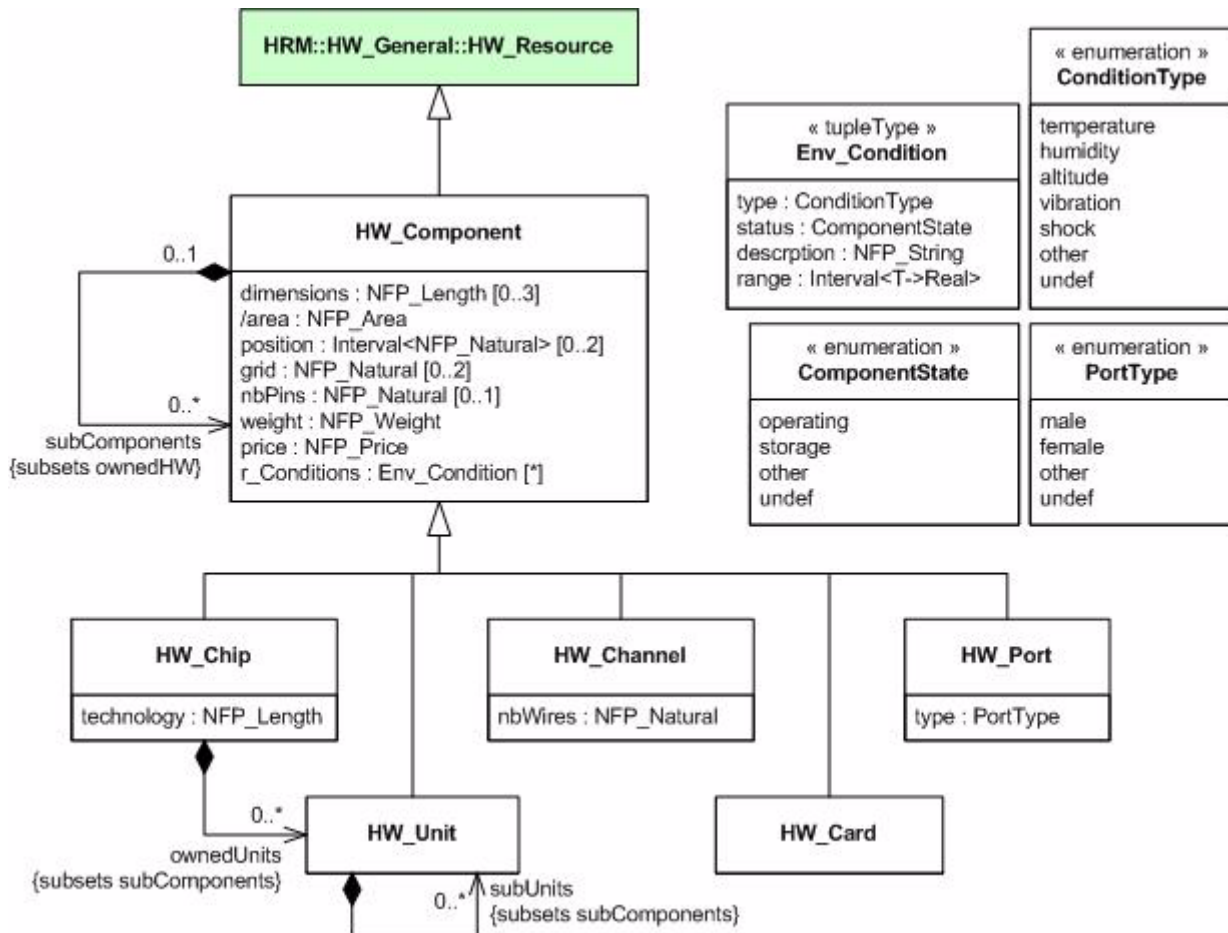 HRM::HW_General::HW_Resource
« enumeration »
ConditionType
temperature
humidity
altitude
vibration
shock
other
undef
« tupleType »
Env_Condition
type : ConditionType
status : ComponentState
descrption : NFP_String
range : Interval<T->Real>
HW_Component
0..1
dimensions : NFP_Length [0..3]
/area : NFP_Area
position : Interval<NFP_Natural> [0..2]
grid : NFP_Natural [0..2]
nbPins : NFP_Natural [0..1]
weight : NFP_Weight
price : NFP_Price
r_Conditions : Env_Condition [*]
0..*
subComponents
{subsets ownedHW}
« enumeration »
ComponentState
operating
storage
other
undef
« enumeration »
PortType
male
female
other
undef
HW_Chip
technology : NFP_Length
HW_Channel
nbWires : NFP_Natural
HW_Port
type : PortType
0..*
ownedUnits
{subsets subComponents}
HW_Unit
HW_Card
0..*
subUnits
{subsets subComponents}